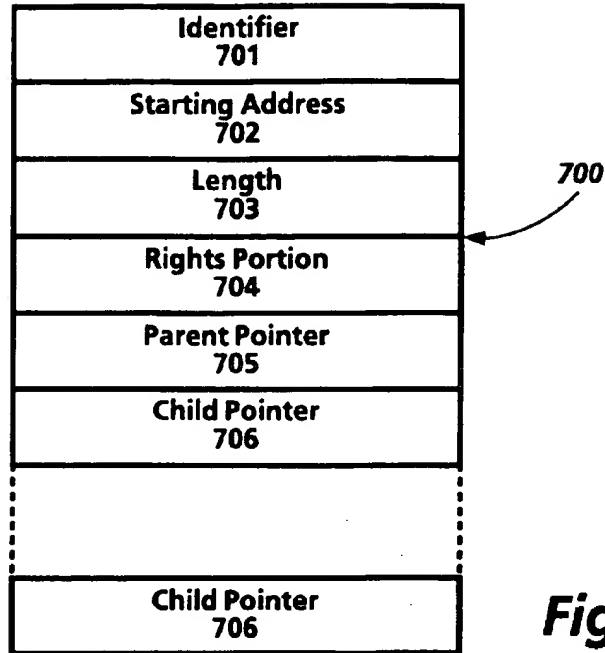 Identifier
701
Starting Address
702
Length
703
700
Rights Portion
704
Parent Pointer
705
Child Pointer
706
Child Pointer
706
Fig